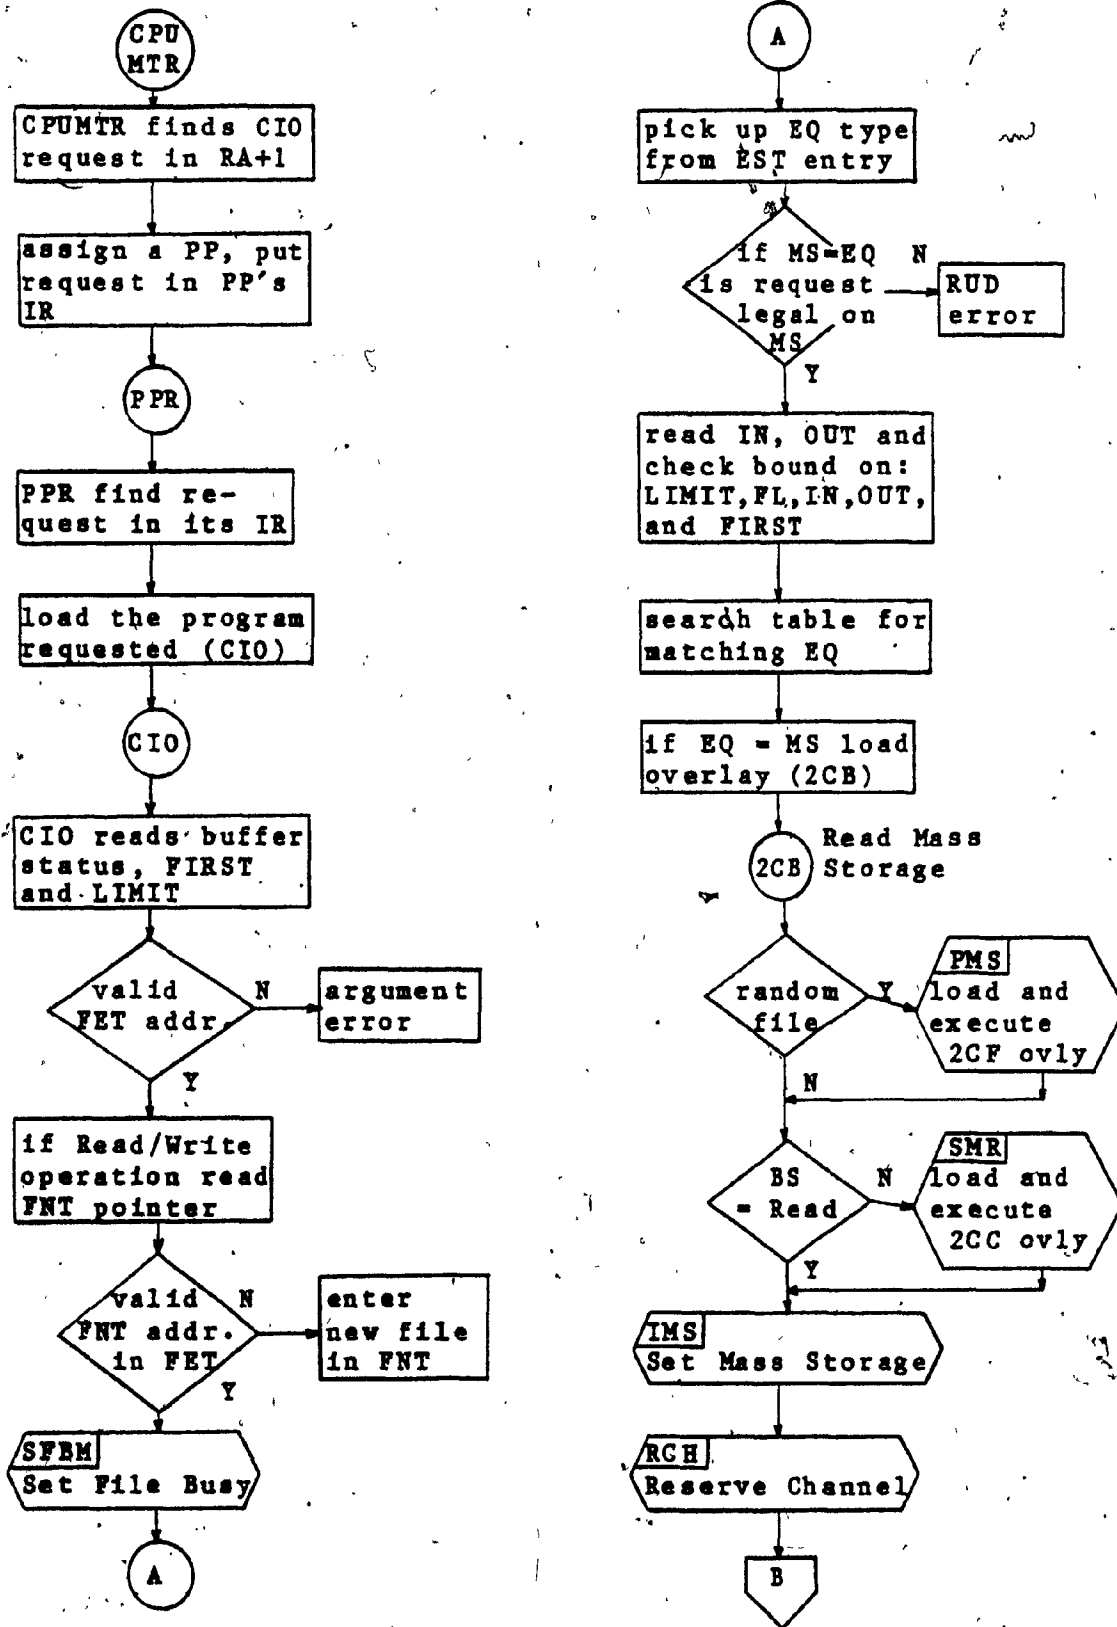 CPU
MTR
CPUMTR finds CIO
request in RA+1
assign a PP, put
request in PP's
IR
PPR
PPR find re-
quest in its IR
load the program
requested (CIO)
CIO
CIO reads buffer
status, FIRST
and LIMIT
valid
FET addr.
N
argument
error
Y
if Read/Write
operation read
FNT pointer
valid
FNT addr.
in FET
N
enter
new file
in FNT
Y
SFBM
Set File Busy
A
A
pick up EQ type
from EST entry
if MS=EQ
is request
legal on
MS
N
RUD
error
Y
read IN, OUT and
check bound on:
LIMIT,FL,IN,OUT,
and FIRST
search table for
matching EQ
if EQ = MS load
overlay (2CB)
2CB
Read Mass
Storage
random
file
Y
PMS
load and
execute
2CF ovly
N
BS
= Read
N
SMR
load and
execute
2CC ovly
Y
IMS
Set Mass Storage
RCH
Reserve Channel
B